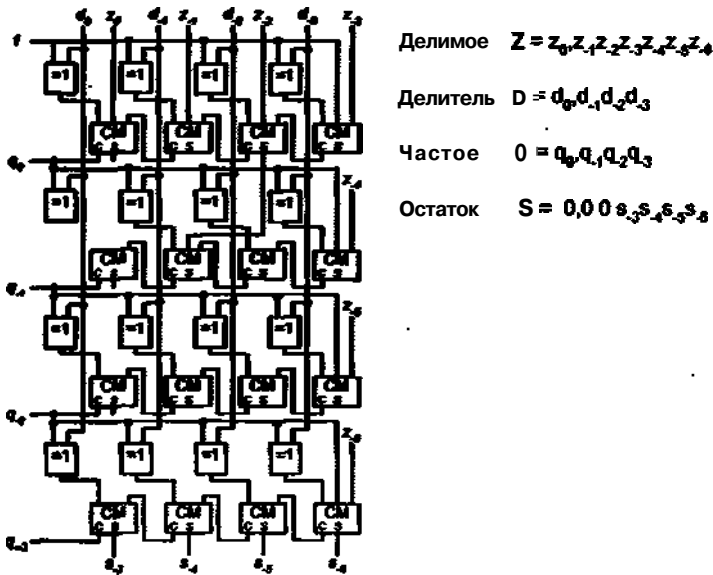 d₀ z₀ d₋₁ z₋₁ d₋₂ z₋₂ d₋₃ z₋₃
1
=1 =1 =1 =1
CM CM CM CM
C S C S C S C S
q₀
z₋₄
=1 =1 =1 =1
CM CM CM CM
C S C S C S C S
q₋₁
z₋₅
=1 =1 =1 =1
CM CM CM CM
C S C S C S C S
q₋₂
z₋₆
=1 =1 =1 =1
CM CM CM CM
C S C S C S C S
q₋₃
s₋₃ s₋₄ s₋₅ s₋₆
Делимое Z = z₀,z₋₁z₋₂z₋₃z₋₄z₋₅z₋₆
Делитель D = d₀,d₋₁d₋₂d₋₃
Частое 0 = q₀,q₋₁q₋₂q₋₃
Остаток S = 0,00s₋₃s₋₄s₋₅s₋₆